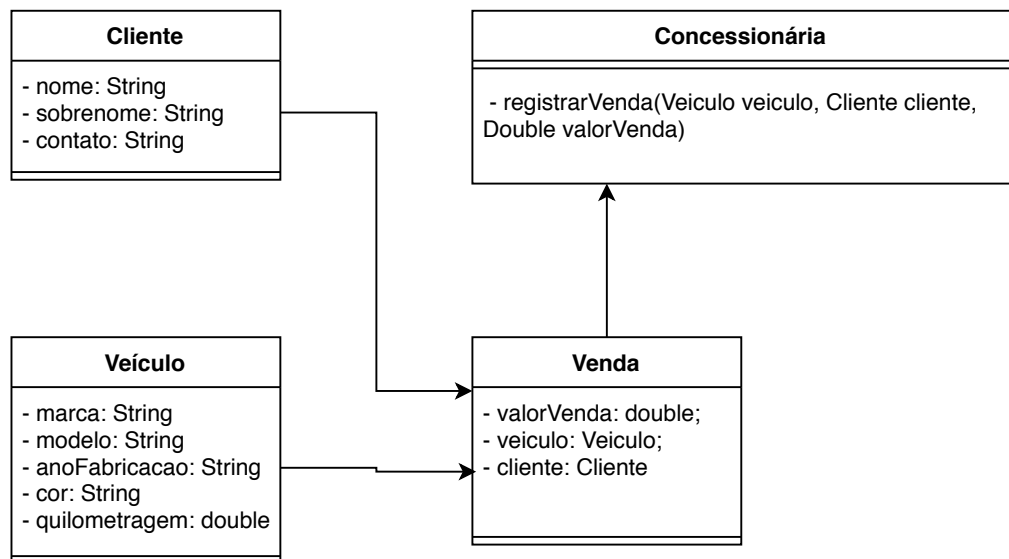 Cliente
- nome: String
- sobrenome: String
- contato: String
Concessionária
- registrarVenda(Veiculo veiculo, Cliente cliente,
Double valorVenda)
Veículo
- marca: String
- modelo: String
- anoFabricacao: String
- cor: String
- quilometragem: double
Venda
- valorVenda: double;
- veiculo: Veiculo;
- cliente: Cliente